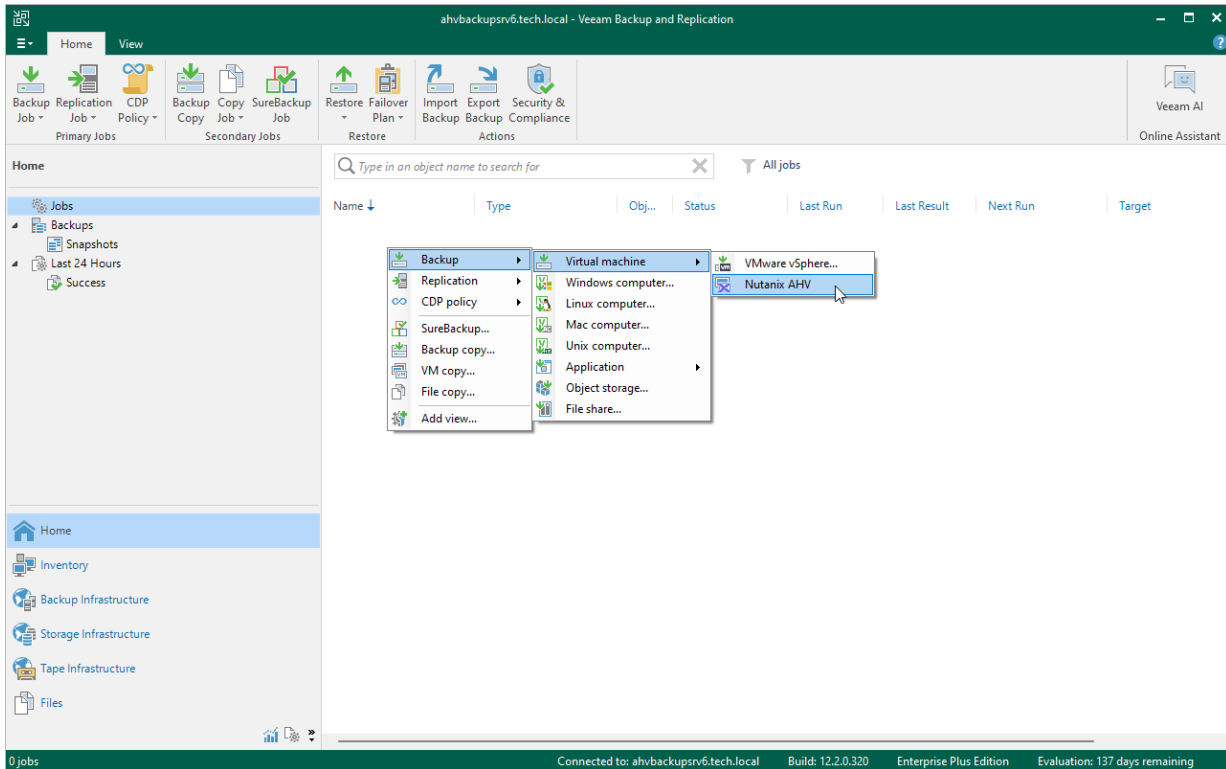 ahvbackupsrv6.tech.local - Veeam Backup and Replication
Home View
Backup Job
Replication Job
CDP Policy
Primary Jobs
Backup Copy
Copy Job
SureBackup Job
Secondary Jobs
Restore
Failover Plan
Restore
Import Backup
Export Backup
Security & Compliance
Actions
Veeam AI
Online Assistant
?
Home
Jobs
Backups
Snapshots
Last 24 Hours
Success
Type in an object name to search for
All jobs
Name Type Obj... Status Last Run Last Result Next Run Target
Backup
Replication
CDP policy
SureBackup...
Backup copy...
VM copy...
File copy...
Add view...
Virtual machine
Windows computer...
Linux computer...
Mac computer...
Unix computer...
Application
Object storage...
File share...
VMware vSphere...
Nutanix AHV
Home
Inventory
Backup Infrastructure
Storage Infrastructure
Tape Infrastructure
Files
0 jobs Connected to: ahvbackupsrv6.tech.local Build: 12.2.0.320 Enterprise Plus Edition Evaluation: 137 days remaining